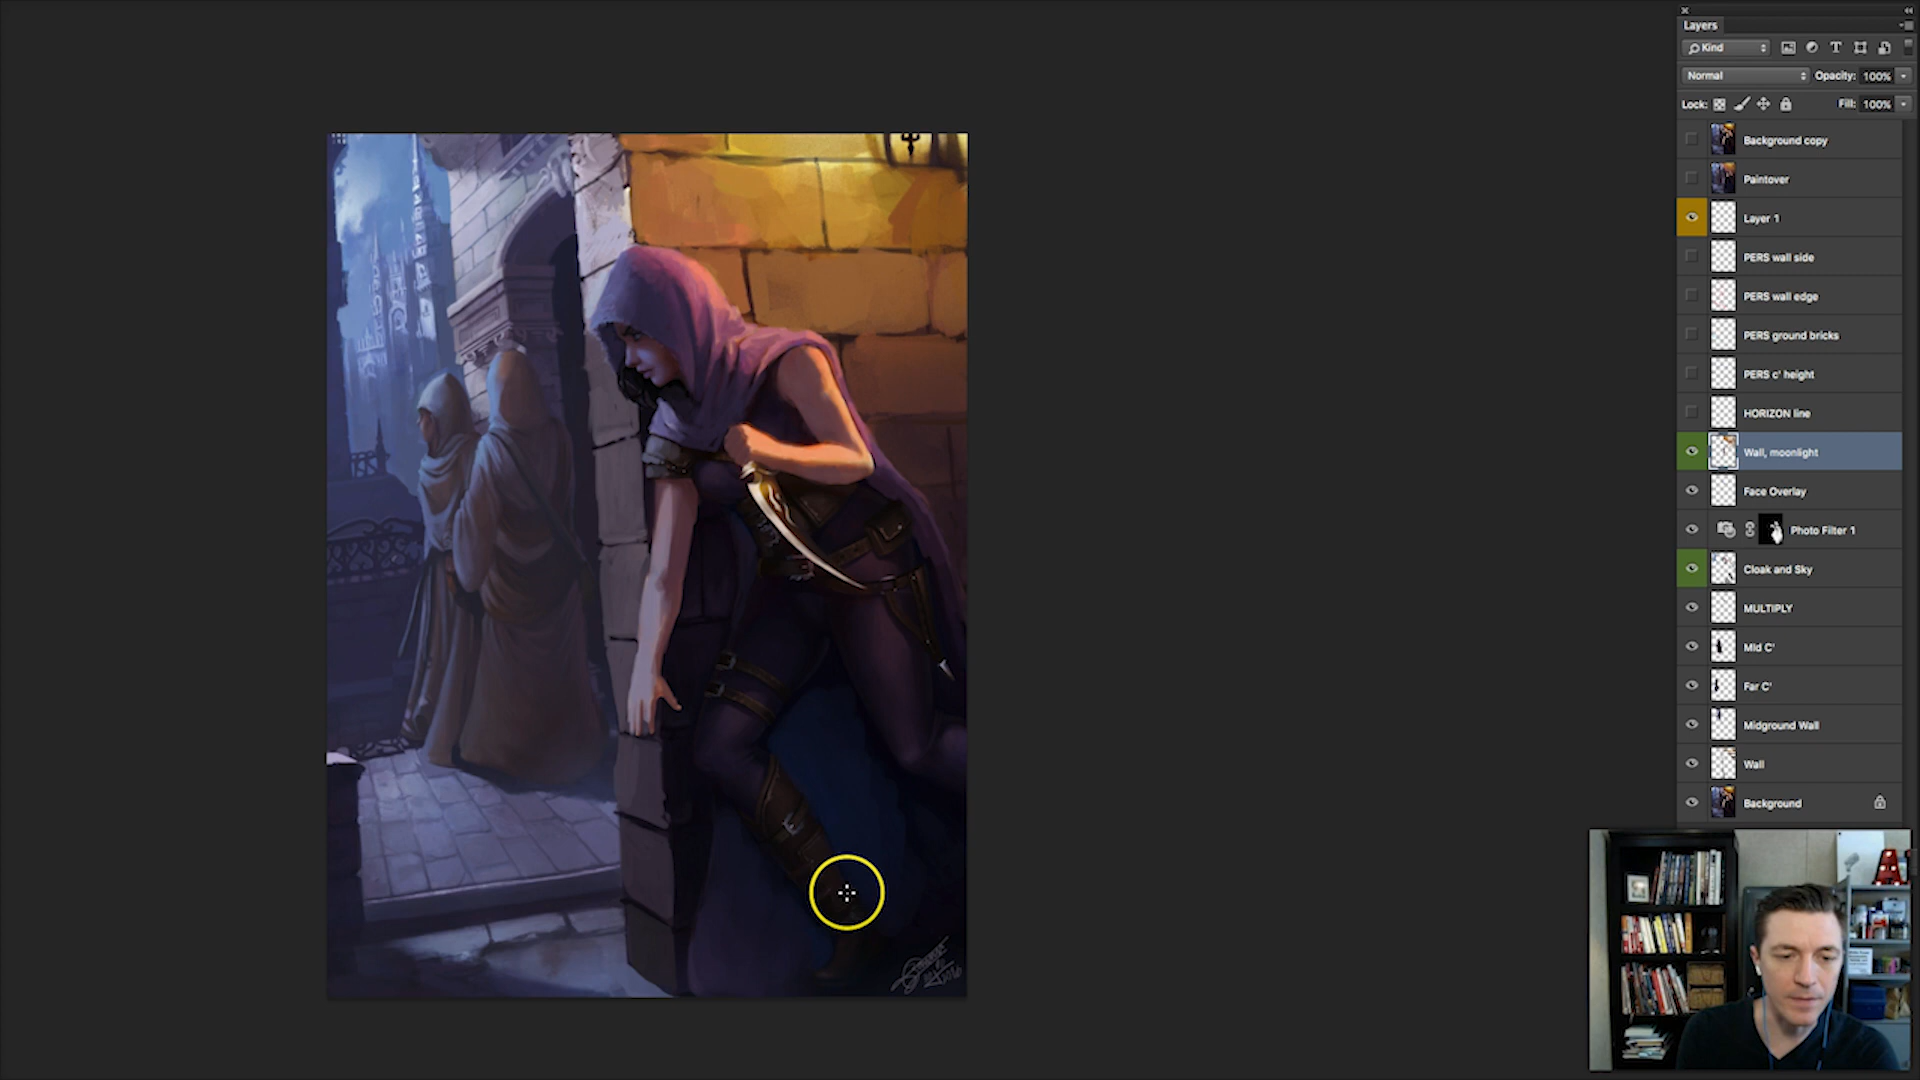 Layers
Kind
Normal Opacity: 100%
Lock: Fill: 100%
Background copy
Paintover
Layer 1
PERS wall side
PERS wall edge
PERS ground bricks
PERS c' height
HORIZON line
Wall, moonlight
Face Overlay
Photo Filter 1
Cloak and Sky
MULTIPLY
Mid C'
Far C'
Midground Wall
Wall
Background